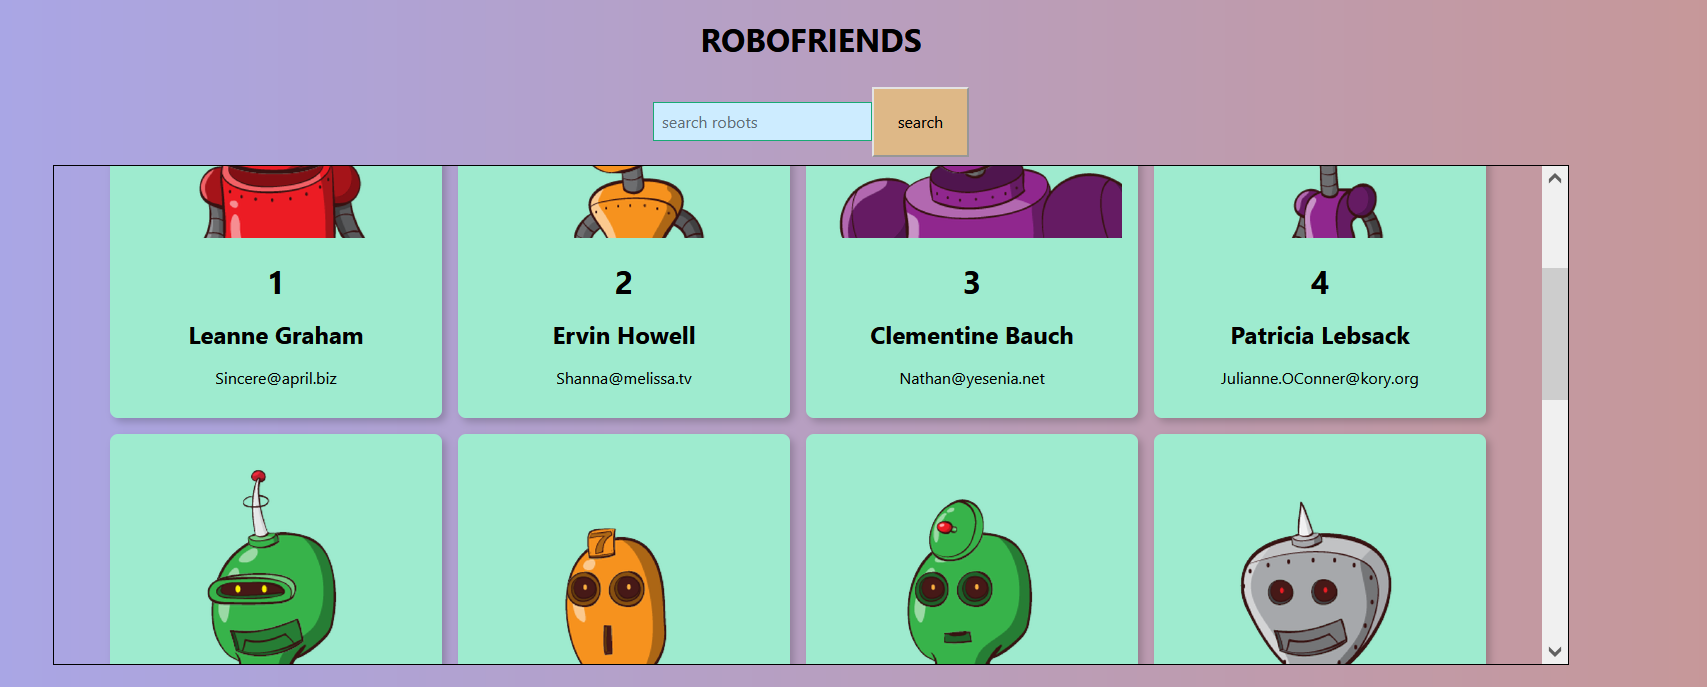 ROBOFRIENDS
search robots
search
1
2
3
4
Leanne Graham
Ervin Howell
Clementine Bauch
Patricia Lebsack
Sincere@april.biz
Shanna@melissa.tv
Nathan@yesenia.net
Julianne.OConner@kory.org
7